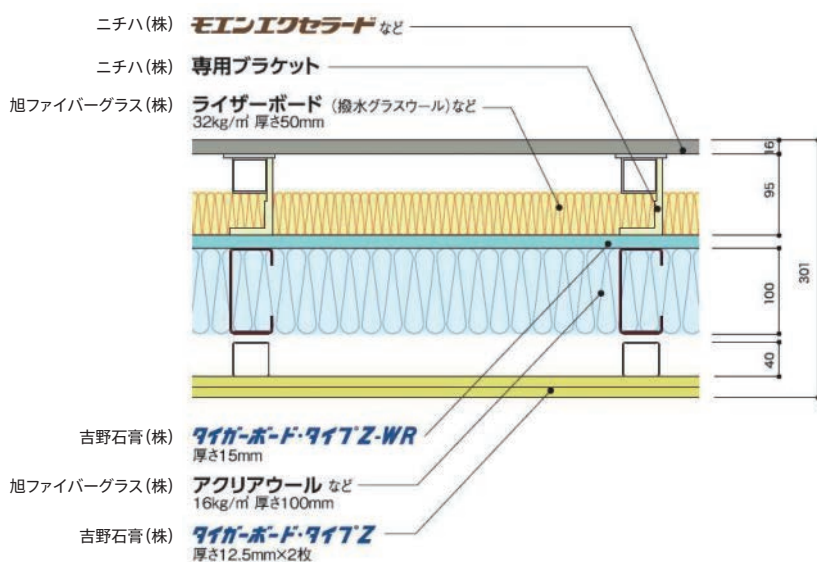 ニチハ(株) モエンエクセラード など
ニチハ(株) 専用ブラケット
旭ファイバーグラス(株) ライザーボード (撥水グラスウール)など
32kg/㎥ 厚さ50mm
16
95
100
40
301
吉野石膏(株) タイガーボード・タイプZ-WR
厚さ15mm
旭ファイバーグラス(株) アクリアウール など
16kg/㎥ 厚さ100mm
吉野石膏(株) タイガーボード・タイプZ
厚さ12.5mm×2枚